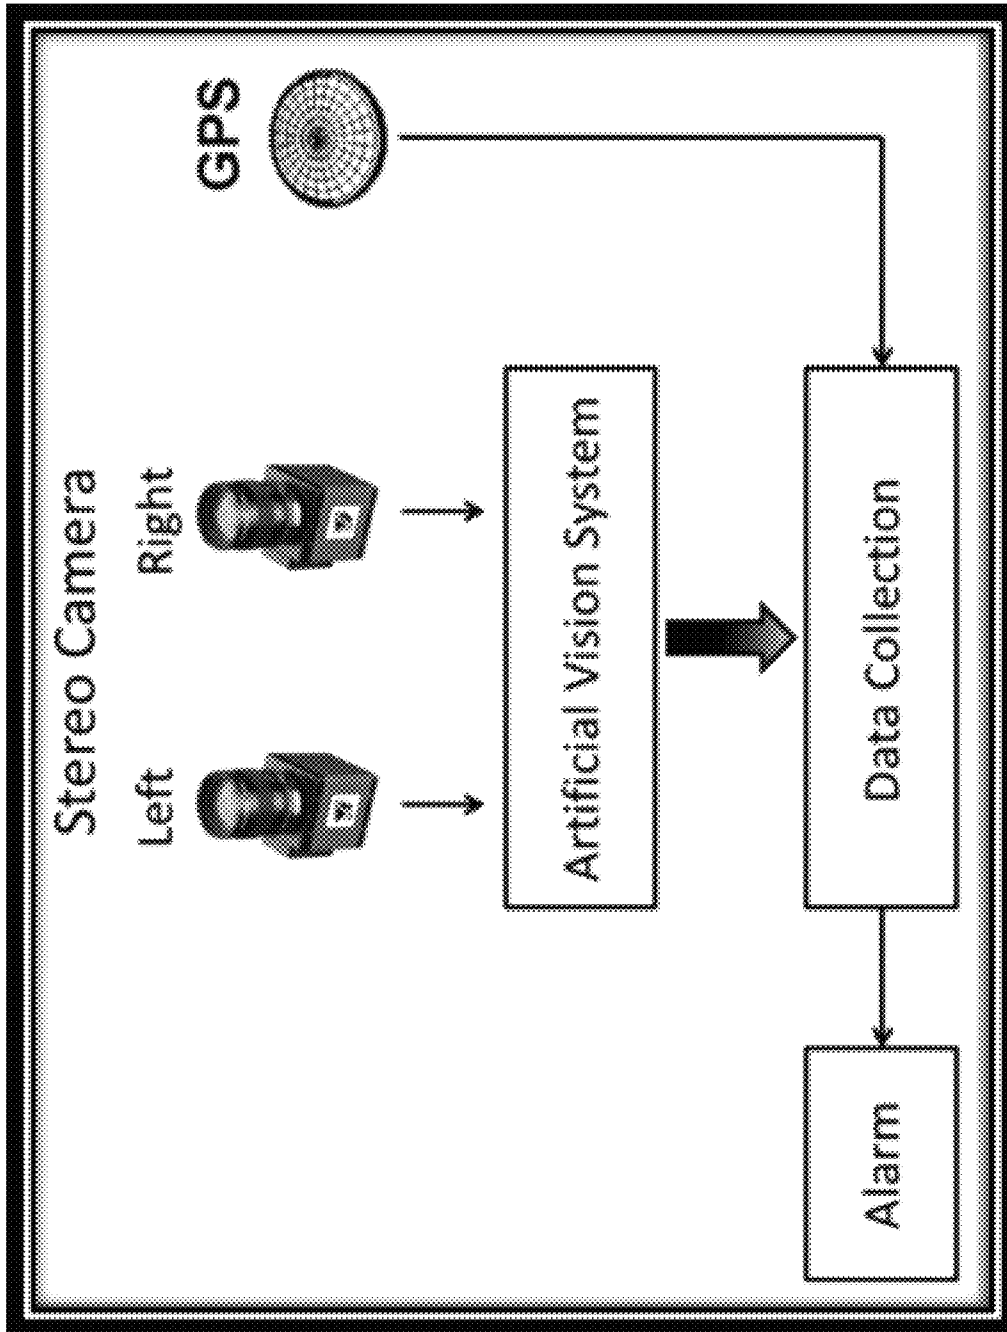 Stereo Camera
Left
Right
GPS
Artificial Vision System
Data Collection
Alarm